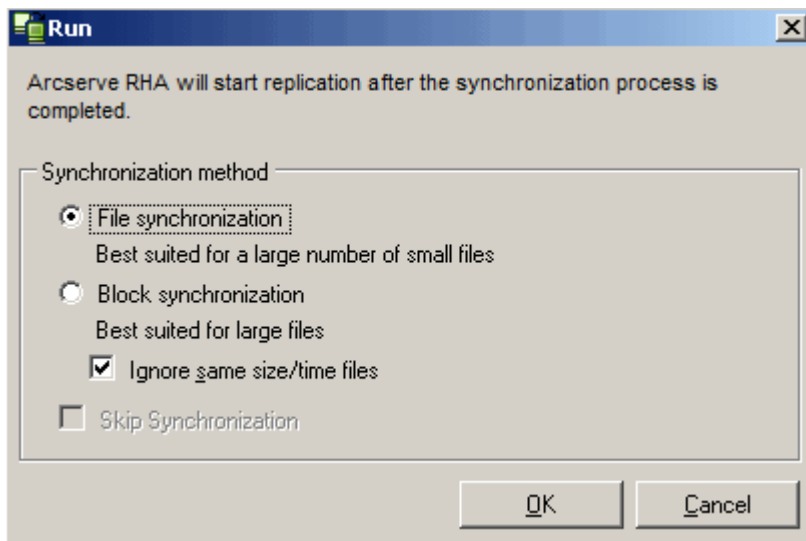 Run
Arcserve RHA will start replication after the synchronization process is
completed.
Synchronization method
File synchronization
Best suited for a large number of small files
Block synchronization
Best suited for large files
Ignore same size/time files
Skip Synchronization
OK Cancel